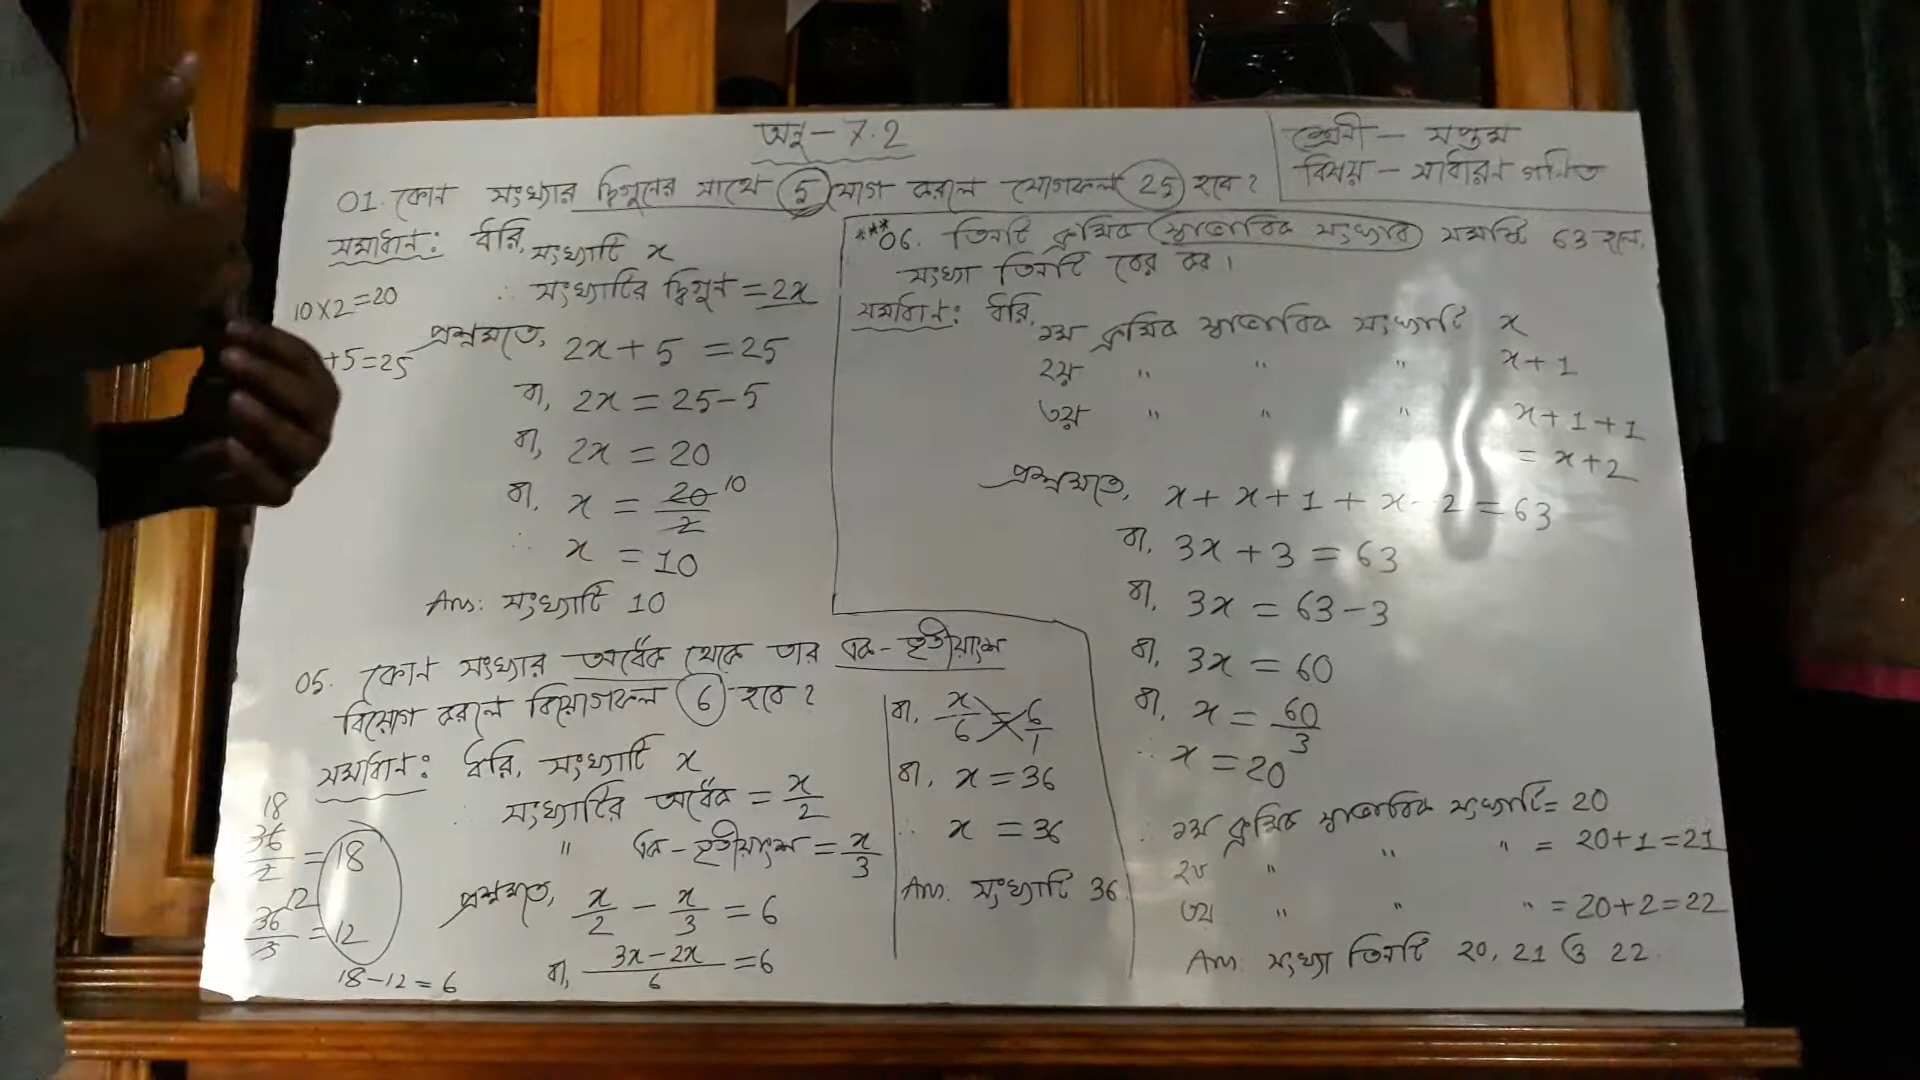 অনু - 7.2
শ্রেনী - সপ্তম
বিষয় - সাধারন গনিত
01. কোন সংখ্যার দ্বিগুনের সাথে 5 যোগ করলে যোগফল 25 হবে?
সমাধান: ধরি, সংখ্যাটি x
∴ সংখ্যাটির দ্বিগুন = 2x
10×2=20
+5=25
প্রশ্নমতে, 2x+5 = 25
বা, 2x = 25-5
বা, 2x = 20
বা, x = 20/2 10
∴ x = 10
Ans: সংখ্যাটি 10
05. কোন সংখ্যার অর্ধেক থেকে তার এক-তৃতীয়াংশ
বিয়োগ করলে বিয়োগফল 6 হবে?
সমাধান: ধরি, সংখ্যাটি x
∴ সংখ্যাটির অর্ধেক = x/2
" এক-তৃতীয়াংশ = x/3
প্রশ্নমতে, x/2 - x/3 = 6
বা, (3x-2x)/6 = 6
18
36/2 = 18
12
36/3 = 12
18-12=6
বা, x/6 = 6/1
বা, x = 36
∴ x = 36
Ans. সংখ্যাটি 36
***06. তিনটি ক্রমিক স্বাভাবিক সংখ্যার সমষ্টি 63 হলে,
সংখ্যা তিনটি বের কর।
সমাধান: ধরি,
১ম ক্রমিক স্বাভাবিক সংখ্যাটি x
২য় " " " x+1
৩য় " " " x+1+1
= x+2
প্রশ্নমতে, x+x+1+x 2 = 63
বা, 3x+3 = 63
বা, 3x = 63-3
বা, 3x = 60
বা, x = 60/3
∴ x = 20
∴ ১ম ক্রমিক স্বাভাবিক সংখ্যাটি = 20
২য় " " " = 20+1=21
৩য় " " " = 20+2=22
Ans. সংখ্যা তিনটি 20, 21 ও 22.